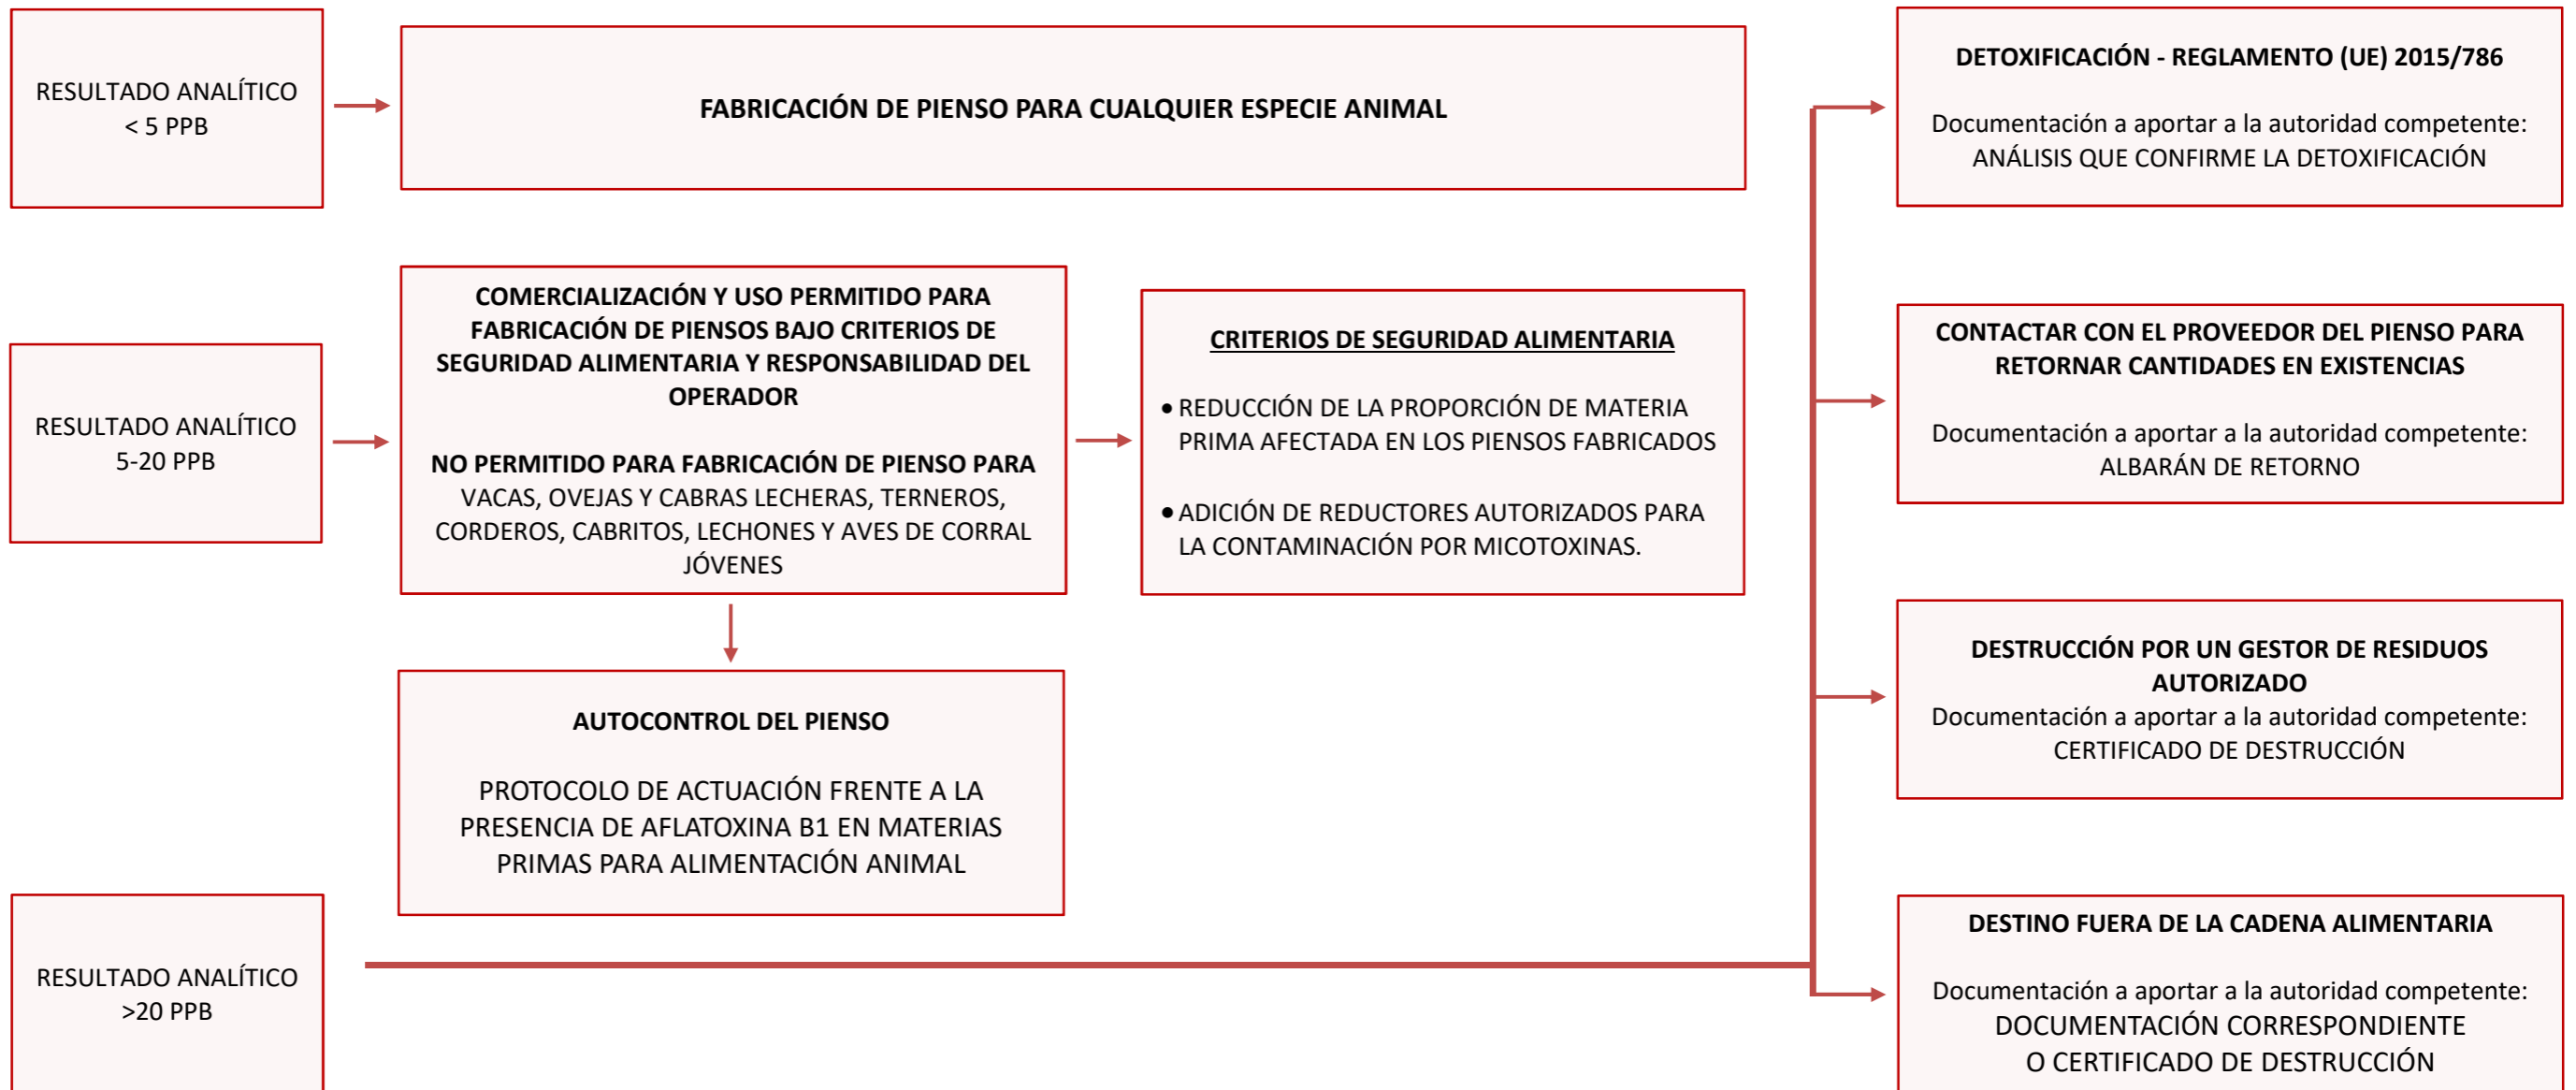 RESULTADO ANALÍTICO
< 5 PPB
FABRICACIÓN DE PIENSO PARA CUALQUIER ESPECIE ANIMAL
RESULTADO ANALÍTICO
5-20 PPB
COMERCIALIZACIÓN Y USO PERMITIDO PARA
FABRICACIÓN DE PIENSOS BAJO CRITERIOS DE
SEGURIDAD ALIMENTARIA Y RESPONSABILIDAD DEL
OPERADOR
NO PERMITIDO PARA FABRICACIÓN DE PIENSO PARA
VACAS, OVEJAS Y CABRAS LECHERAS, TERNEROS,
CORDEROS, CABRITOS, LECHONES Y AVES DE CORRAL
JÓVENES
CRITERIOS DE SEGURIDAD ALIMENTARIA
• REDUCCIÓN DE LA PROPORCIÓN DE MATERIA
PRIMA AFECTADA EN LOS PIENSOS FABRICADOS
• ADICIÓN DE REDUCTORES AUTORIZADOS PARA
LA CONTAMINACIÓN POR MICOTOXINAS.
AUTOCONTROL DEL PIENSO
PROTOCOLO DE ACTUACIÓN FRENTE A LA
PRESENCIA DE AFLATOXINA B1 EN MATERIAS
PRIMAS PARA ALIMENTACIÓN ANIMAL
RESULTADO ANALÍTICO
>20 PPB
DETOXIFICACIÓN - REGLAMENTO (UE) 2015/786
Documentación a aportar a la autoridad competente:
ANÁLISIS QUE CONFIRME LA DETOXIFICACIÓN
CONTACTAR CON EL PROVEEDOR DEL PIENSO PARA
RETORNAR CANTIDADES EN EXISTENCIAS
Documentación a aportar a la autoridad competente:
ALBARÁN DE RETORNO
DESTRUCCIÓN POR UN GESTOR DE RESIDUOS
AUTORIZADO
Documentación a aportar a la autoridad competente:
CERTIFICADO DE DESTRUCCIÓN
DESTINO FUERA DE LA CADENA ALIMENTARIA
Documentación a aportar a la autoridad competente:
DOCUMENTACIÓN CORRESPONDIENTE
O CERTIFICADO DE DESTRUCCIÓN